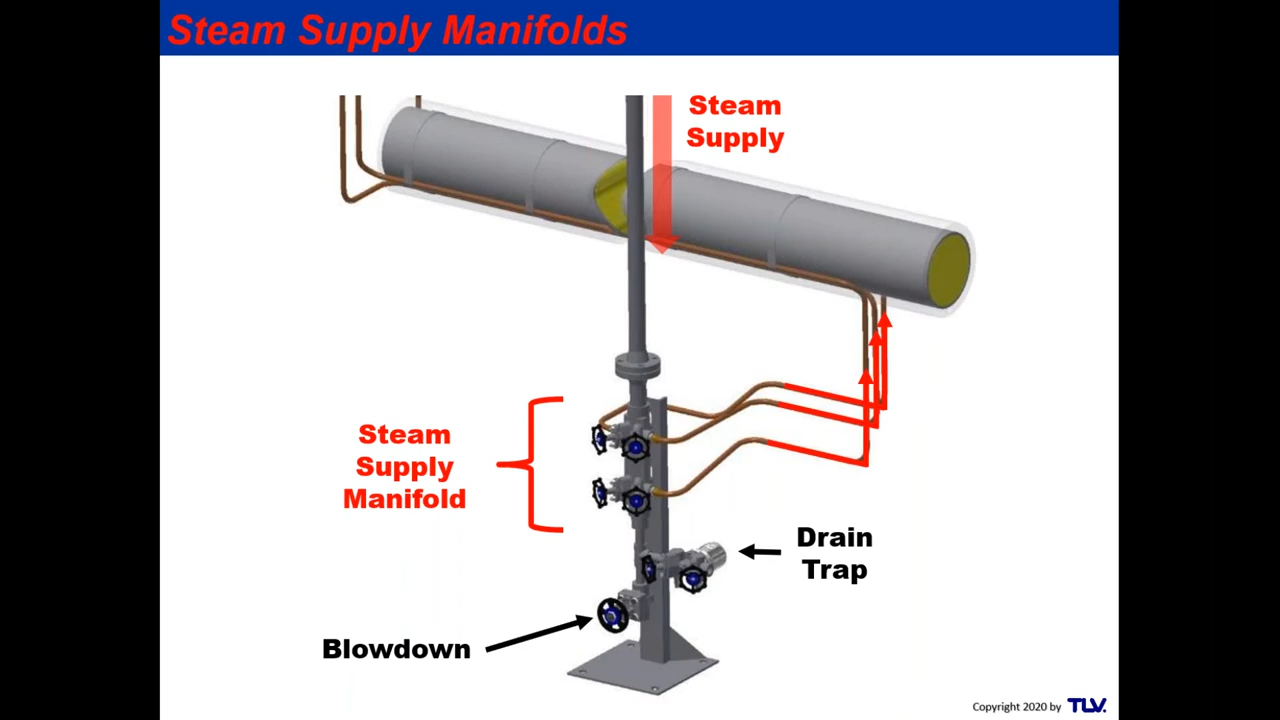 Steam Supply Manifolds
Steam
Supply
Steam
Supply
Manifold
Drain
Trap
Blowdown
Copyright 2020 by TLV.